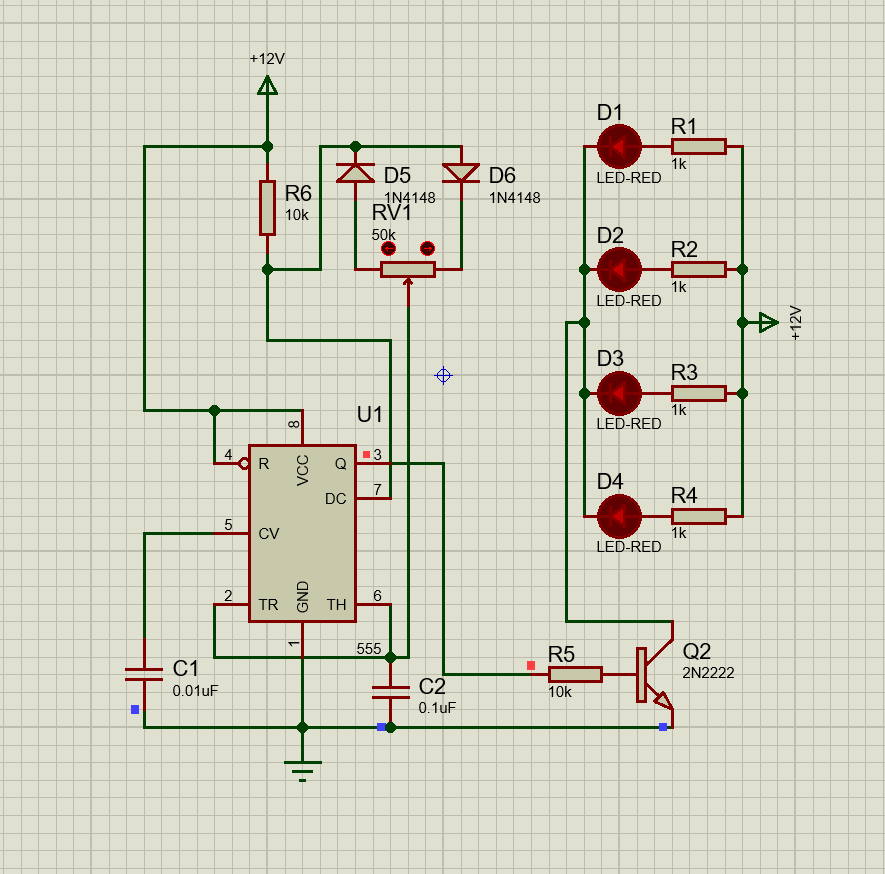 +12V
D1
R1
LED-RED
1k
D5
1N4148
D6
1N4148
R6
10k
RV1
50k
D2
R2
LED-RED
1k
+12V
D3
R3
LED-RED
1k
U1
8
4
R
VCC
Q
3
DC
7
5
CV
2
TR
GND
TH
6
1
555
D4
R4
LED-RED
1k
C1
0.01uF
C2
0.1uF
R5
10k
Q2
2N2222